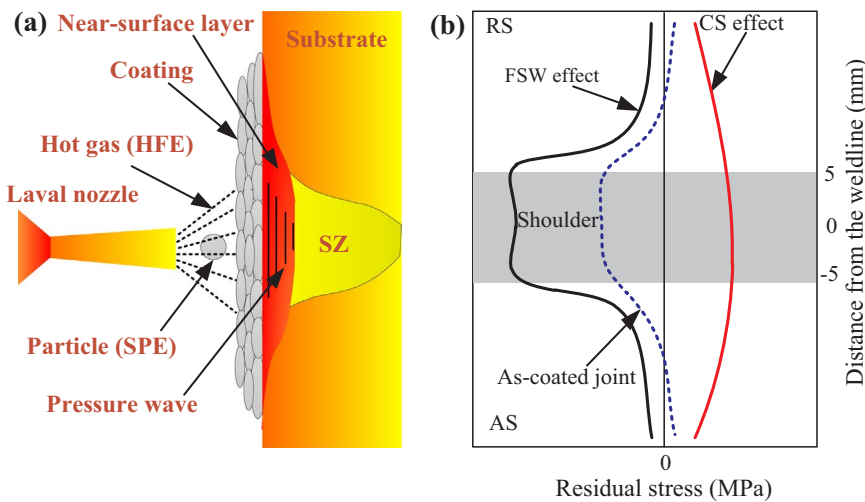 (a)
Near-surface layer
Substrate
Coating
Hot gas (HFE)
Laval nozzle
SZ
Particle (SPE)
Pressure wave
(b)
RS
CS effect
FSW effect
5
Shoulder
0
-5
As-coated joint
AS
0
Residual stress (MPa)
Distance from the weldline (mm)